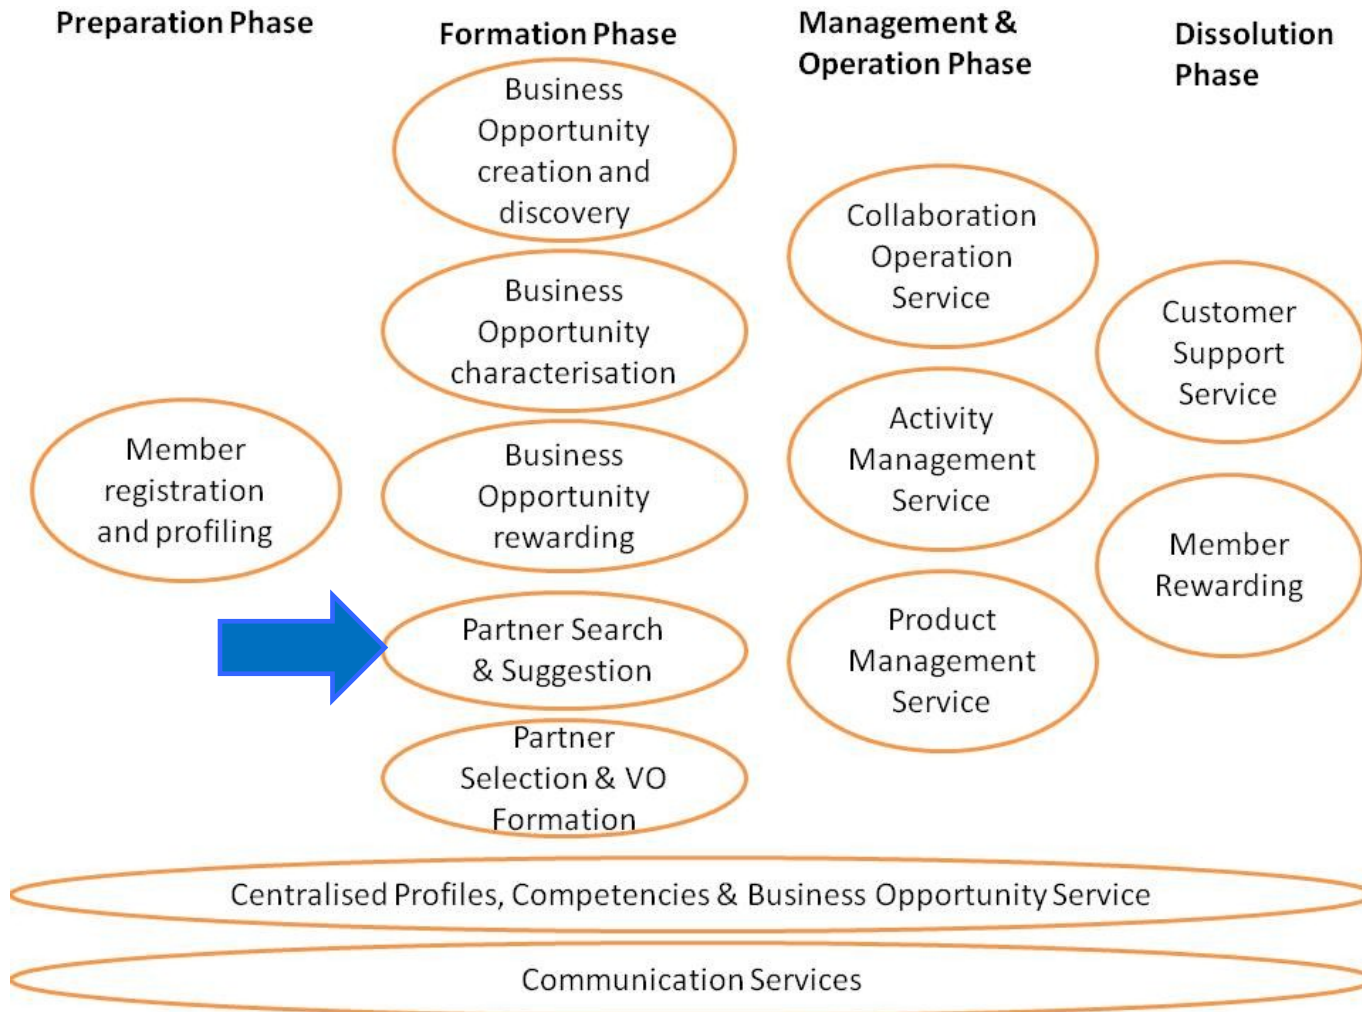 Preparation Phase
Formation Phase
Management &
Operation Phase
Dissolution
Phase
Member
registration
and profiling
Business
Opportunity
creation and
discovery
Business
Opportunity
characterisation
Business
Opportunity
rewarding
Partner Search
& Suggestion
Partner
Selection & VO
Formation
Collaboration
Operation
Service
Activity
Management
Service
Product
Management
Service
Customer
Support
Service
Member
Rewarding
Centralised Profiles, Competencies & Business Opportunity Service
Communication Services